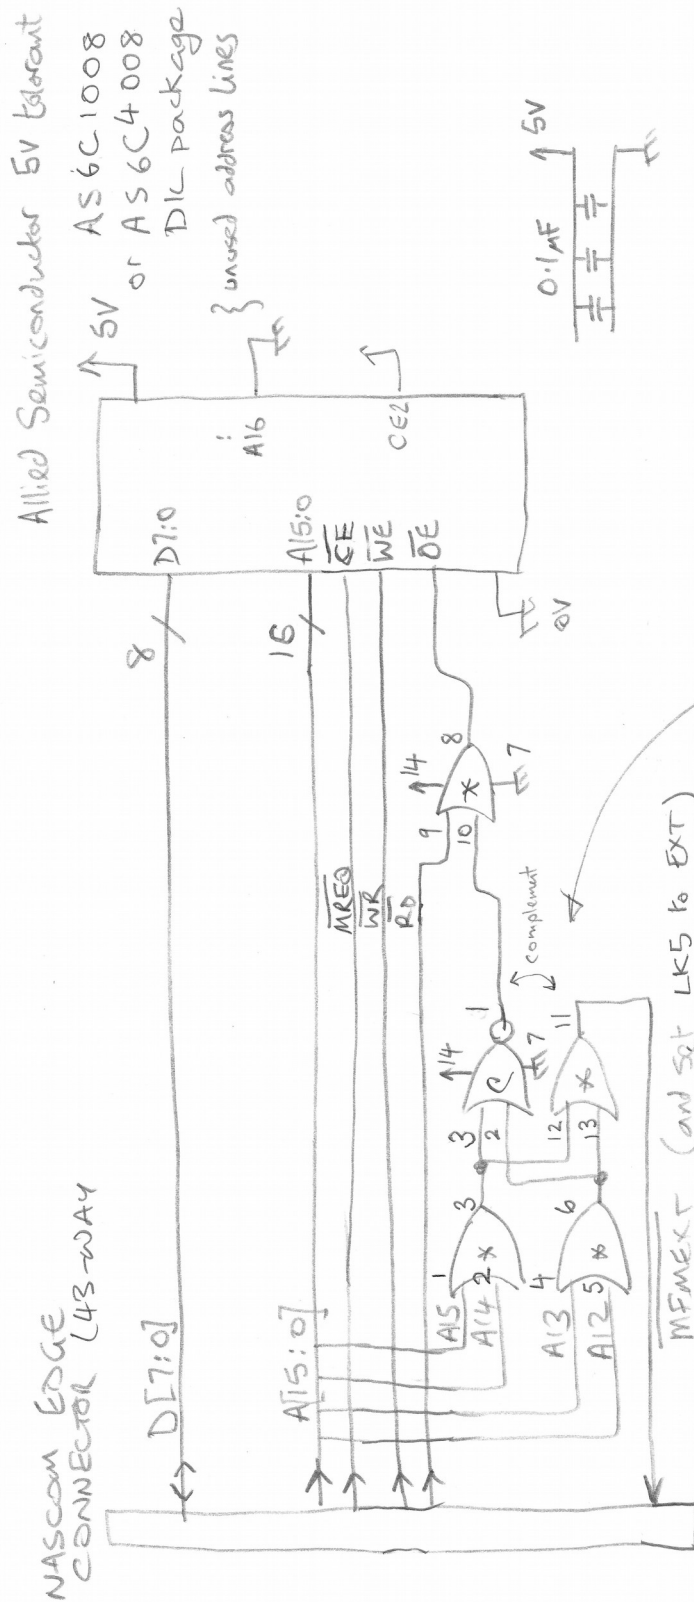 Allied Semiconductor 5V tolerant
AS6C1008
or AS6C4008
DIL package
} unused address lines
5V
NASCOM EDGE
CONNECTOR (43-WAY)
D[7:0]
8
D7:0
A[15:0]
16
A15:0
A16
MREQ
CE
CE2
WR
WE
RD
OE
0V
A15
A14
A13
A12
1
2
3
*
4
5
6
*
3
2
14
C
7
1
complement
12
13
11
*
9
10
14
*
8
7
MEMEXT (and set LK5 to EXT)
0.1µF
5V